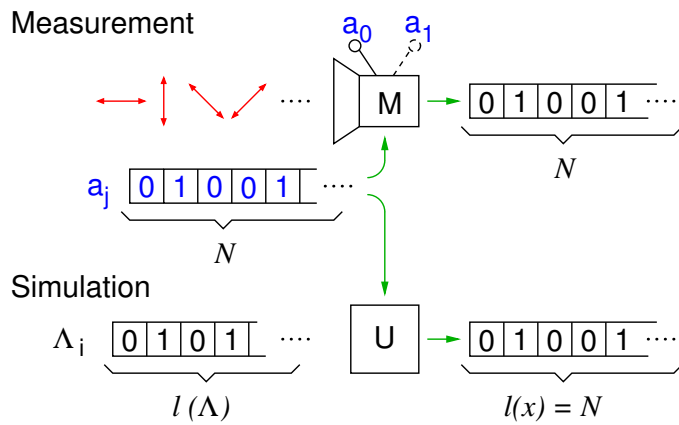 Measurement
a0 a1
.... M 0 1 0 0 1 ....
N
aj 0 1 0 0 1 ....
N
Simulation
Λi 0 1 0 1 .... U 0 1 0 0 1 ....
l (Λ) l(x) = N